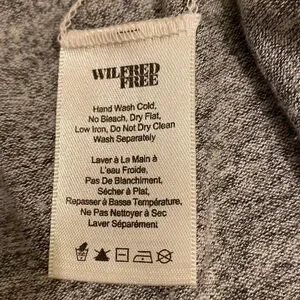 WILFRED
FREE
Hand Wash Cold,
No Bleach, Dry Flat,
Low Iron, Do Not Dry Clean
Wash Separately
Laver à La Main à
L'eau Froide,
Pas De Blanchiment,
Sécher à Plat,
Repasser à Basse Température,
Ne Pas Nettoyer à Sec
Laver Séparément